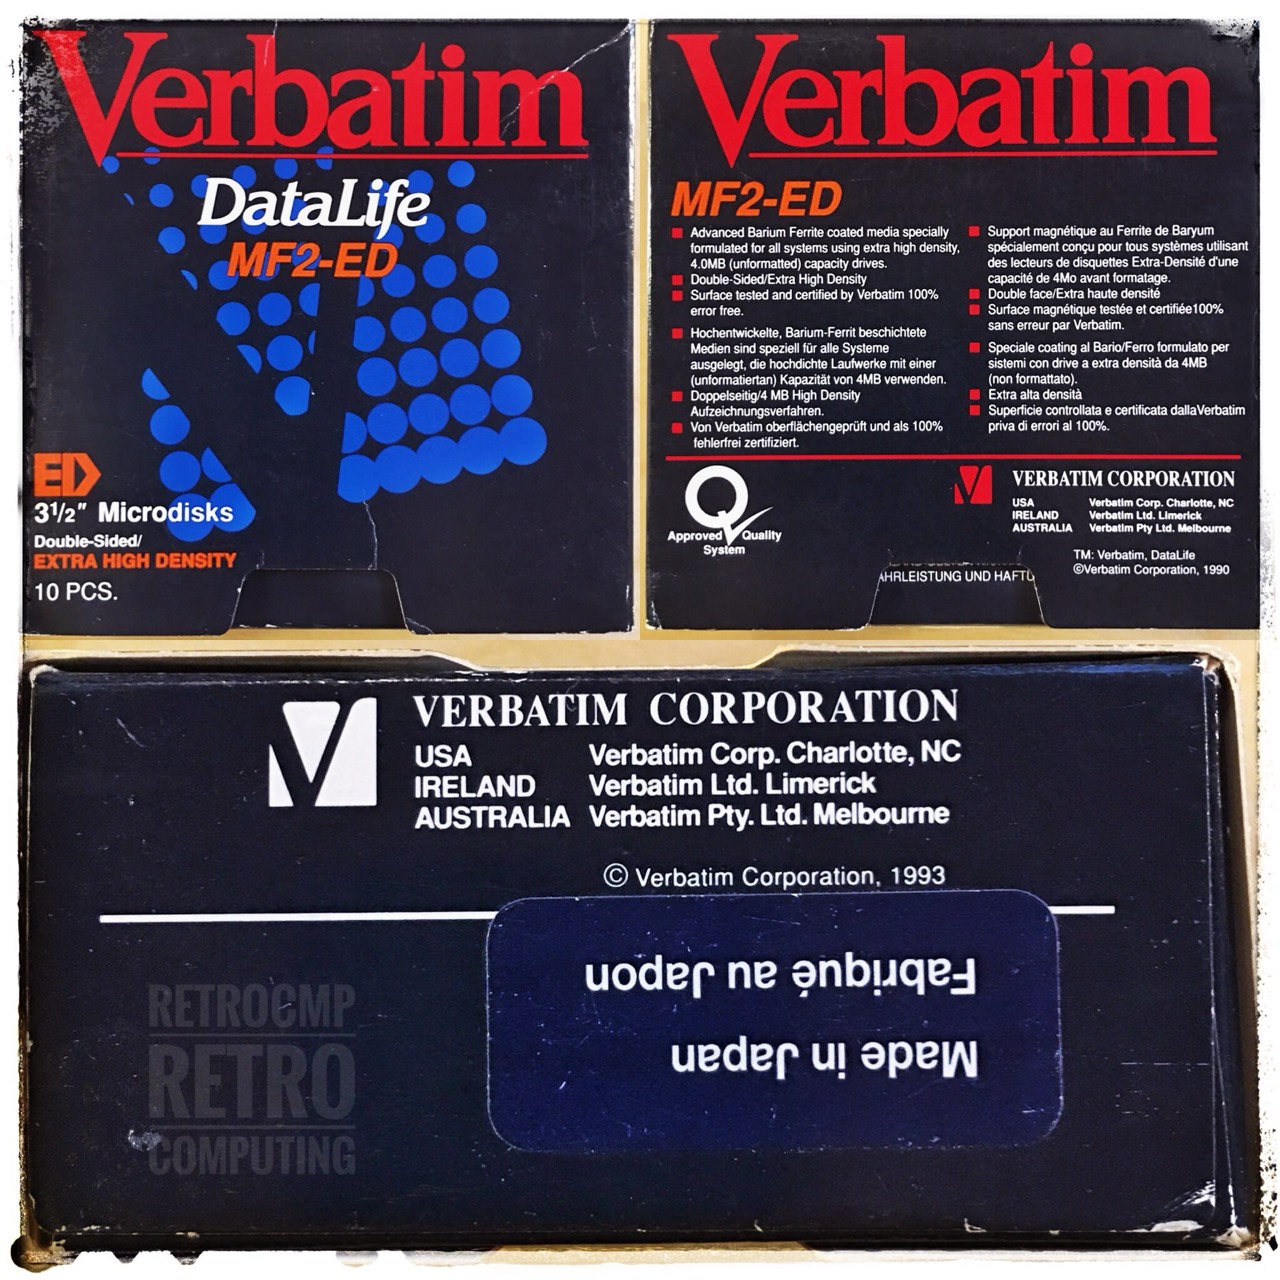 Verbatim
DataLife
MF2-ED
ED
3½" Microdisks
Double-Sided/
EXTRA HIGH DENSITY
10 PCS.
Verbatim
MF2-ED
Advanced Barium Ferrite coated media specially
formulated for all systems using extra high density,
4.0MB (unformatted) capacity drives.
Double-Sided/Extra High Density
Surface tested and certified by Verbatim 100%
error free.
Hochentwickelte, Barium-Ferrit beschichtete
Medien sind speziell für alle Systeme
ausgelegt, die hochdichte Laufwerke mit einer
(unformatiertan) Kapazität von 4MB verwenden.
Doppelseitig/4 MB High Density
Aufzeichnungsverfahren.
Von Verbatim oberflächengeprüft und als 100%
fehlerfrei zertifiziert.
Support magnétique au Ferrite de Baryum
spécialement conçu pour tous systèmes utilisant
des lecteurs de disquettes Extra-Densité d'une
capacité de 4Mo avant formatage.
Double face/Extra haute densité
Surface magnétique testée et certifiée100%
sans erreur par Verbatim.
Speciale coating al Bario/Ferro formulato per
sistemi con drive a extra densità da 4MB
(non formattato).
Extra alta densità
Superficie controllata e certificata dallaVerbatim
priva di errori al 100%.
Q
Approved Quality
System
VERBATIM CORPORATION
USA Verbatim Corp. Charlotte, NC
IRELAND Verbatim Ltd. Limerick
AUSTRALIA Verbatim Pty Ltd. Melbourne
TM: Verbatim, DataLife
©Verbatim Corporation, 1990
AHRLEISTUNG UND HAFTU
VERBATIM CORPORATION
USA Verbatim Corp. Charlotte, NC
IRELAND Verbatim Ltd. Limerick
AUSTRALIA Verbatim Pty. Ltd. Melbourne
© Verbatim Corporation, 1993
Made in Japan
Fabriqué au Japon
RETROCMP
RETRO
COMPUTING